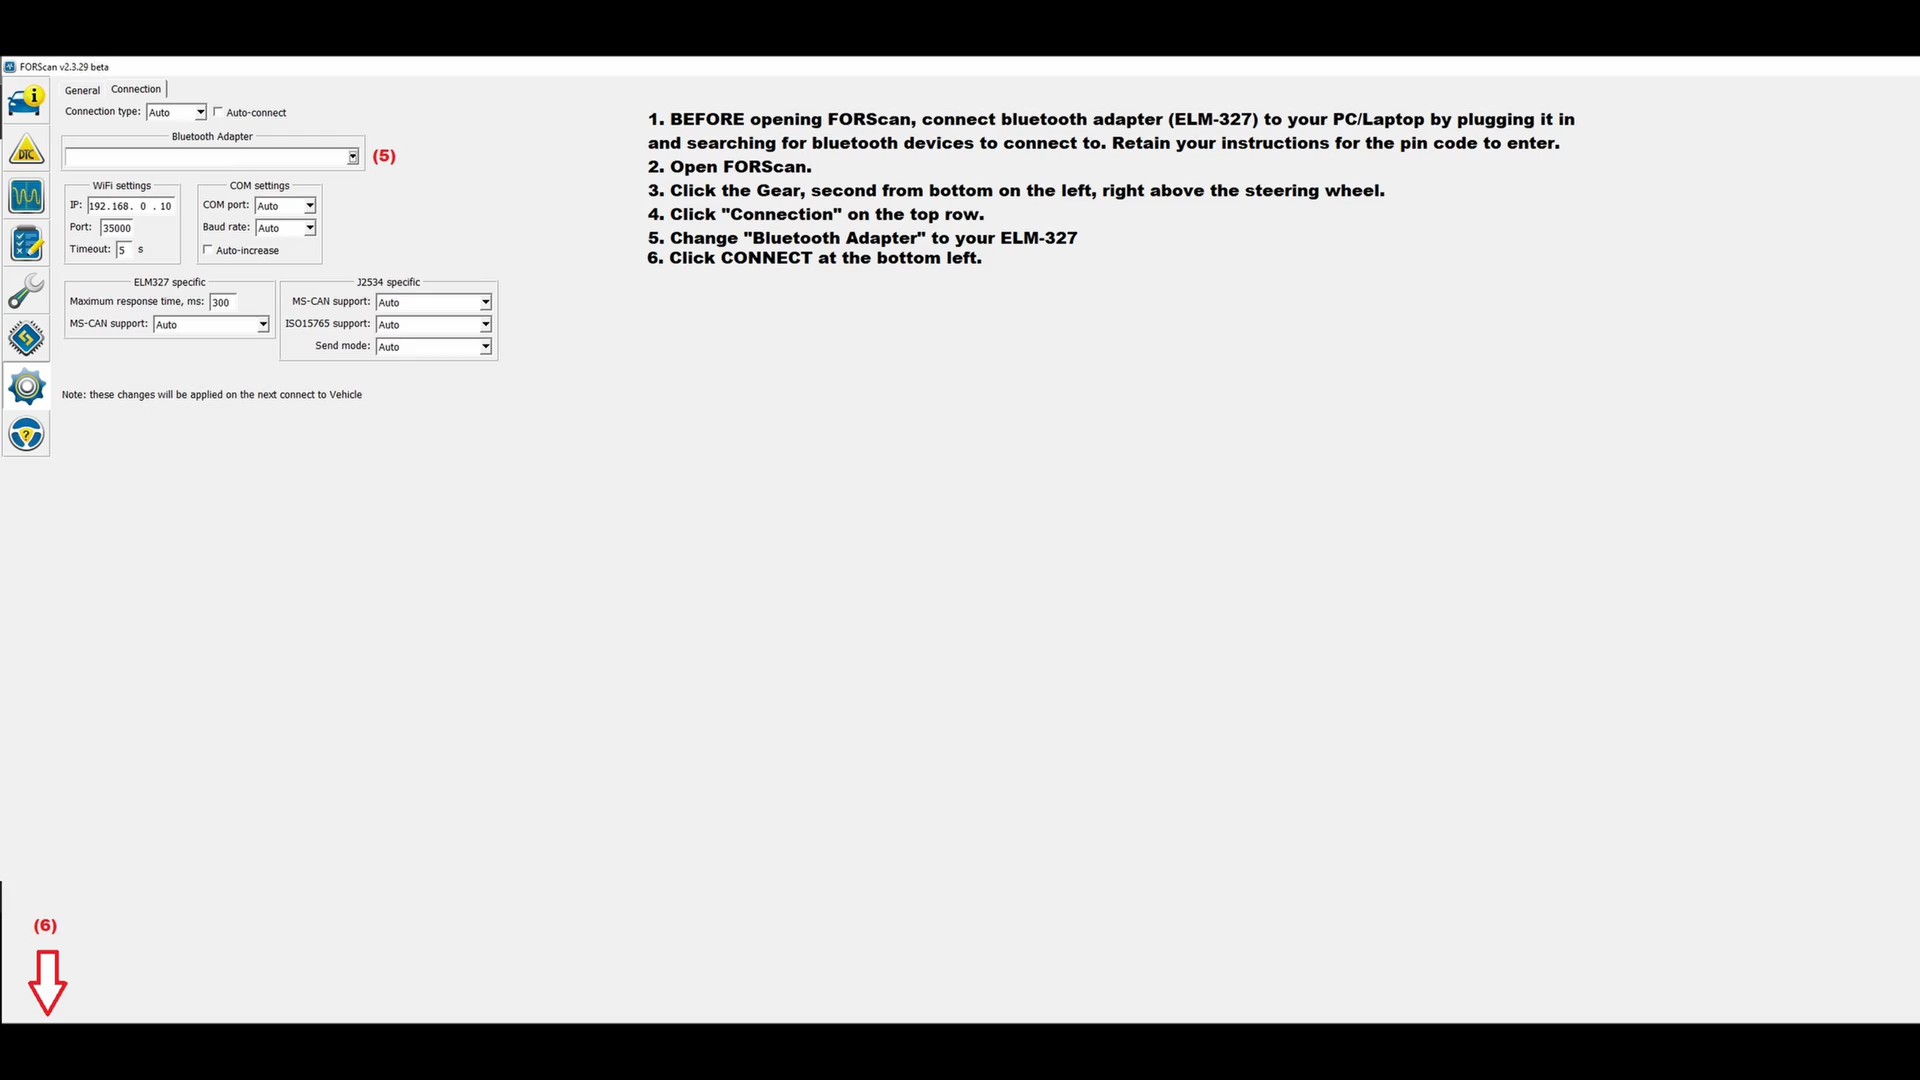 FORScan v2.3.29 beta
General Connection
Connection type: Auto Auto-connect
Bluetooth Adapter
(5)
WiFi settings
IP: 192.168. 0 . 10
Port: 35000
Timeout: 5 s
COM settings
COM port: Auto
Baud rate: Auto
Auto-increase
ELM327 specific
Maximum response time, ms: 300
MS-CAN support: Auto
J2534 specific
MS-CAN support: Auto
ISO15765 support: Auto
Send mode: Auto
Note: these changes will be applied on the next connect to Vehicle
i
DTC
?
1. BEFORE opening FORScan, connect bluetooth adapter (ELM-327) to your PC/Laptop by plugging it in
and searching for bluetooth devices to connect to. Retain your instructions for the pin code to enter.
2. Open FORScan.
3. Click the Gear, second from bottom on the left, right above the steering wheel.
4. Click "Connection" on the top row.
5. Change "Bluetooth Adapter" to your ELM-327
6. Click CONNECT at the bottom left.
(6)